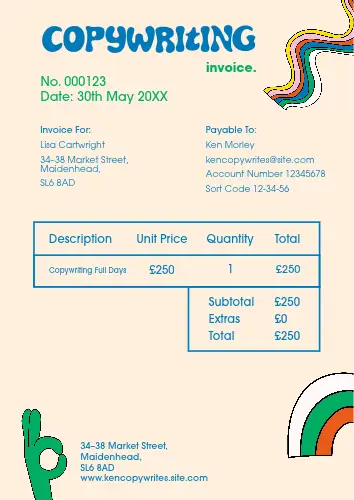 COPYWRITING
invoice.
No. 000123
Date: 30th May 20XX
Invoice For:
Lisa Cartwright
34-38 Market Street,
Maidenhead,
SL6 8AD
Payable To:
Ken Morley
kencopywrites@site.com
Account Number 12345678
Sort Code 12-34-56
Description Unit Price Quantity Total
Copywriting Full Days £250 1 £250
Subtotal £250
Extras £0
Total £250
34-38 Market Street,
Maidenhead,
SL6 8AD
www.kencopywrites.site.com